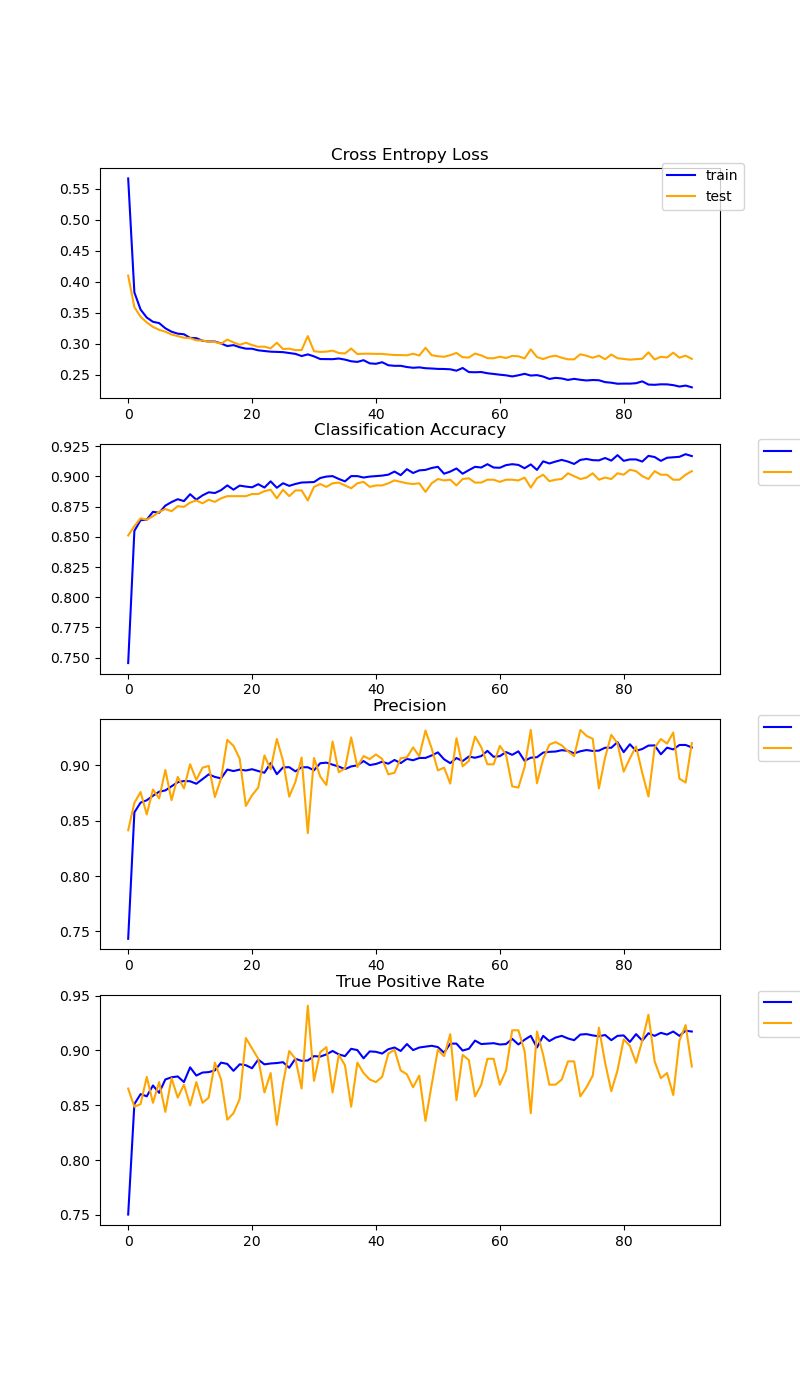 Cross Entropy Loss
train
test
0.55
0.50
0.45
0.40
0.35
0.30
0.25
0 20 40 60 80
Classification Accuracy
0.925
0.900
0.875
0.850
0.825
0.800
0.775
0.750
0 20 40 60 80
Precision
0.90
0.85
0.80
0.75
0 20 40 60 80
True Positive Rate
0.95
0.90
0.85
0.80
0.75
0 20 40 60 80